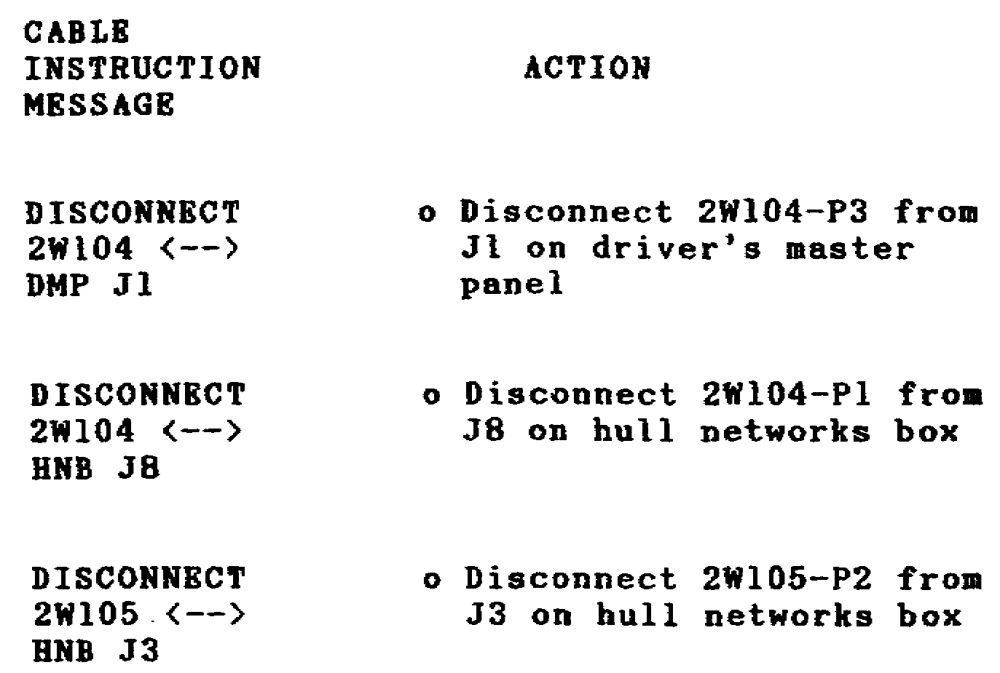 CABLE
INSTRUCTION
MESSAGE
ACTION
DISCONNECT
2W104 <-->
DMP J1
o Disconnect 2W104-P3 from
J1 on driver's master
panel
DISCONNECT
2W104 <-->
HNB J8
o Disconnect 2W104-P1 from
J8 on hull networks box
DISCONNECT
2W105 <-->
HNB J3
o Disconnect 2W105-P2 from
J3 on hull networks box